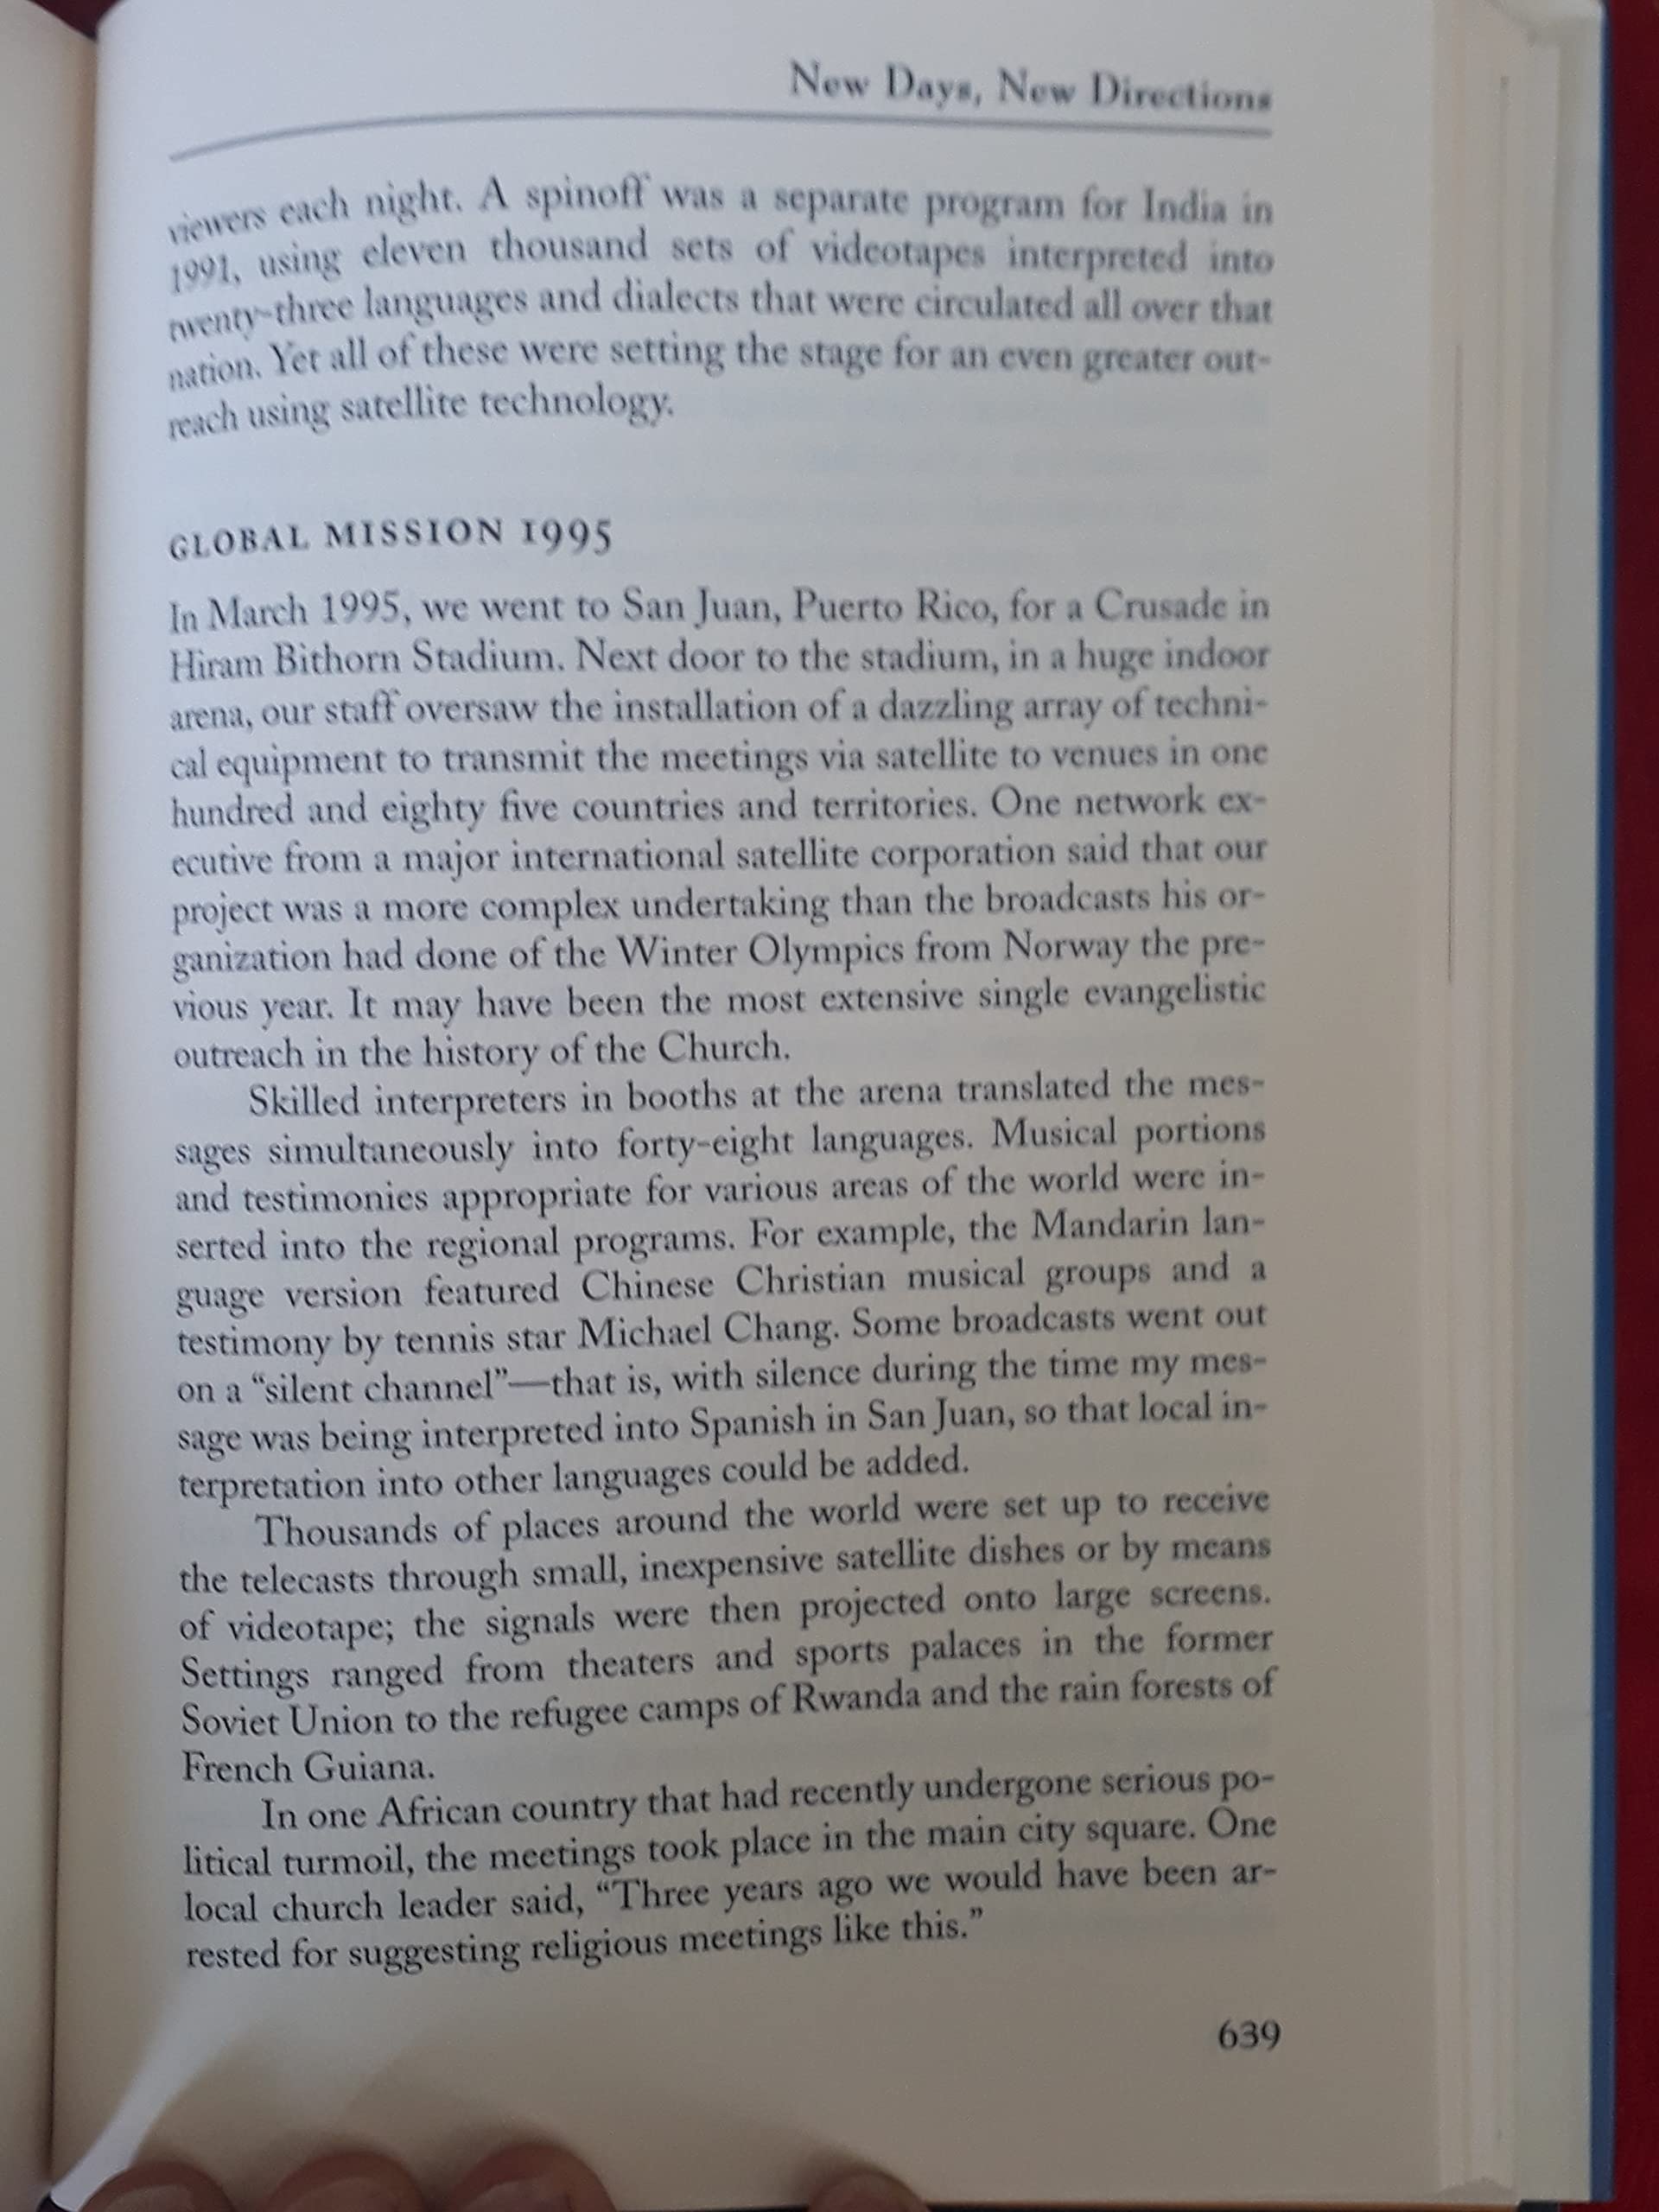 New Days, New Directions
viewers each night. A spinoff was a separate program for India in
1991, using eleven thousand sets of videotapes interpreted into
twenty-three languages and dialects that were circulated all over that
nation. Yet all of these were setting the stage for an even greater out-
reach using satellite technology.
GLOBAL MISSION 1995
In March 1995, we went to San Juan, Puerto Rico, for a Crusade in
Hiram Bithorn Stadium. Next door to the stadium, in a huge indoor
arena, our staff oversaw the installation of a dazzling array of techni-
cal equipment to transmit the meetings via satellite to venues in one
hundred and eighty five countries and territories. One network ex-
ecutive from a major international satellite corporation said that our
project was a more complex undertaking than the broadcasts his or-
ganization had done of the Winter Olympics from Norway the pre-
vious year. It may have been the most extensive single evangelistic
outreach in the history of the Church.
Skilled interpreters in booths at the arena translated the mes-
sages simultaneously into forty-eight languages. Musical portions
and testimonies appropriate for various areas of the world were in-
serted into the regional programs. For example, the Mandarin lan-
guage version featured Chinese Christian musical groups and a
testimony by tennis star Michael Chang. Some broadcasts went out
on a “silent channel”—that is, with silence during the time my mes-
sage was being interpreted into Spanish in San Juan, so that local in-
terpretation into other languages could be added.
Thousands of places around the world were set up to receive
the telecasts through small, inexpensive satellite dishes or by means
of videotape; the signals were then projected onto large screens.
Settings ranged from theaters and sports palaces in the former
Soviet Union to the refugee camps of Rwanda and the rain forests of
French Guiana.
In one African country that had recently undergone serious po-
litical turmoil, the meetings took place in the main city square. One
local church leader said, “Three years ago we would have been ar-
rested for suggesting religious meetings like this.”
639